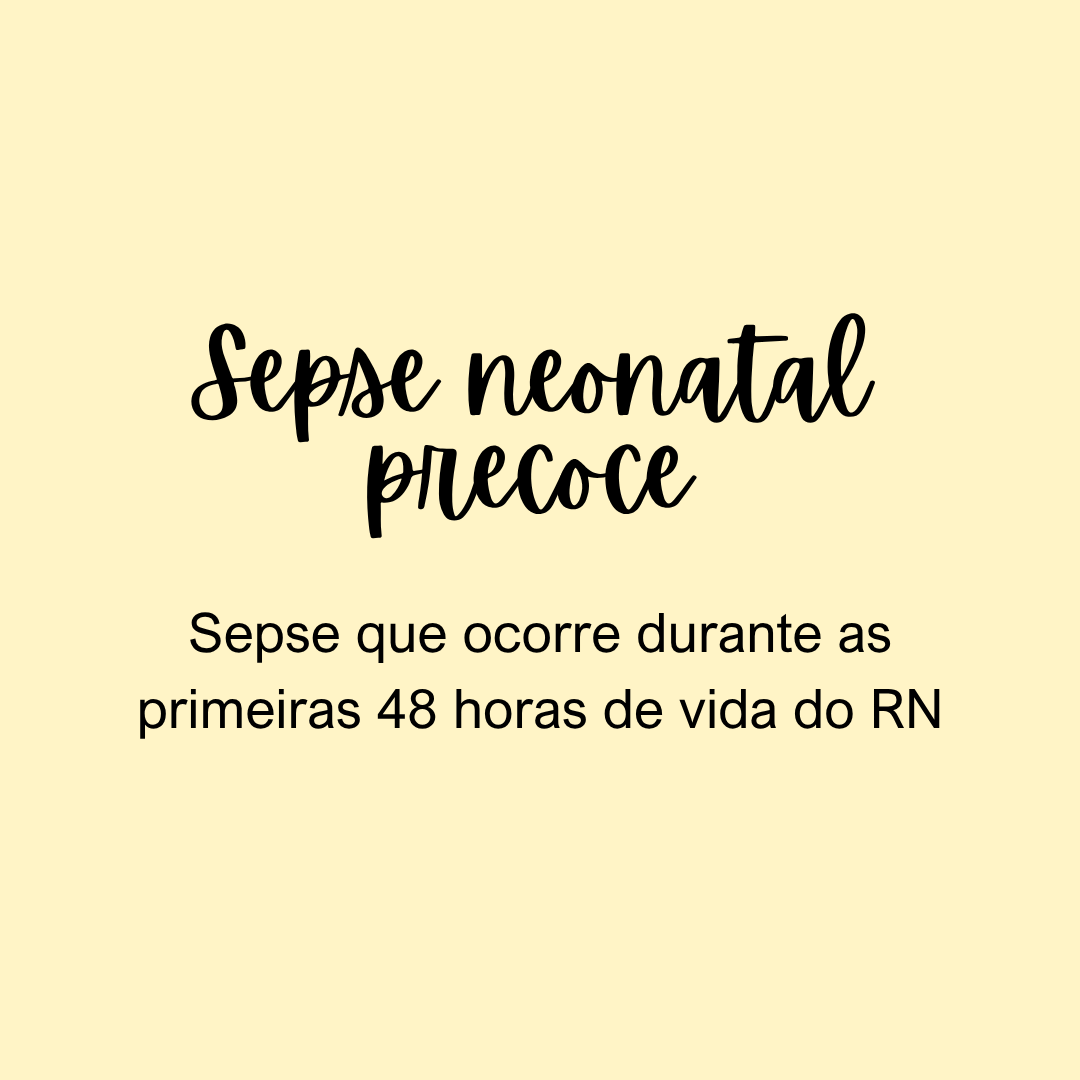 Sepse neonatal
precoce
Sepse que ocorre durante as
primeiras 48 horas de vida do RN